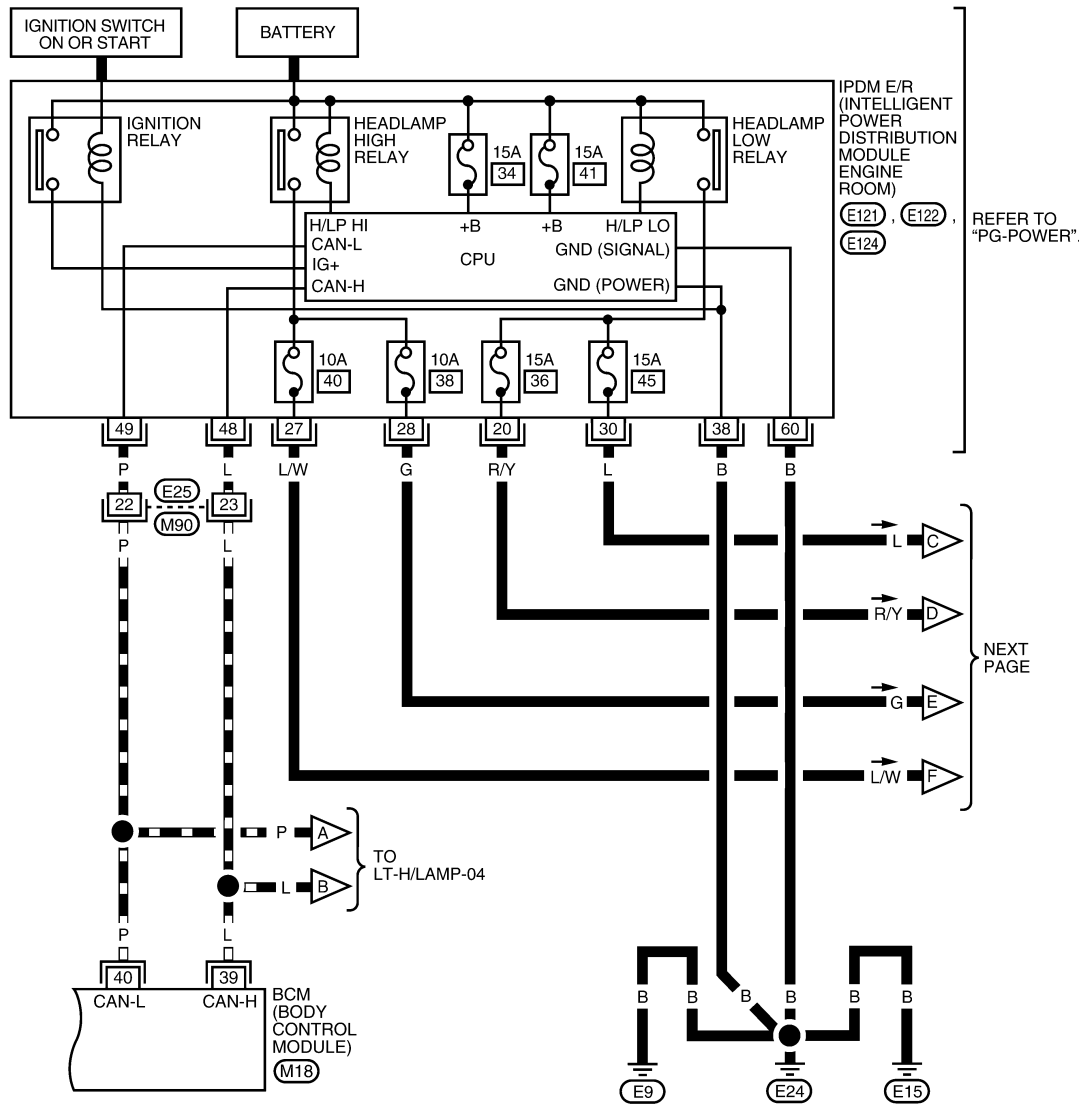 IGNITION SWITCH
ON OR START
BATTERY
IGNITION
RELAY
HEADLAMP
HIGH
RELAY
15A
34
15A
41
HEADLAMP
LOW
RELAY
IPDM E/R
(INTELLIGENT
POWER
DISTRIBUTION
MODULE
ENGINE
ROOM)
E121 , E122 ,
E124
REFER TO
“PG-POWER”.
H/LP HI
+B
+B
H/LP LO
CAN-L
IG+
CAN-H
CPU
GND (SIGNAL)
GND (POWER)
10A
40
10A
38
15A
36
15A
45
49
48
27
28
20
30
38
60
P
L
L/W
G
R/Y
L
B
B
22
E25
M90
23
P
L
L
C
R/Y
D
G
E
L/W
F
NEXT
PAGE
P
A
L
B
TO
LT-H/LAMP-04
P
L
40
39
CAN-L
CAN-H
BCM
(BODY
CONTROL
MODULE)
M18
B
B
B
B
B
B
E9
E24
E15